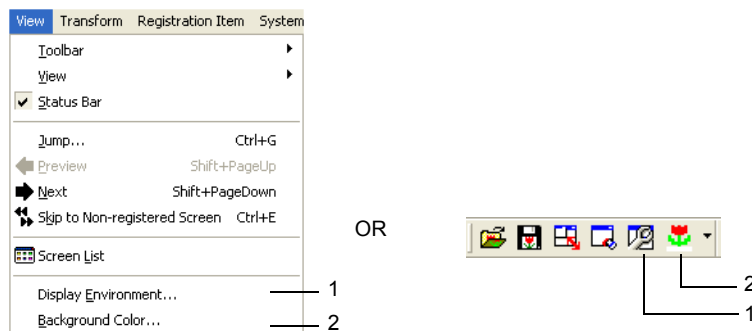 View Transform Registration Item System
Toolbar
View
Status Bar
Jump... Ctrl+G
Preview Shift+PageUp
Next Shift+PageDown
Skip to Non-registered Screen Ctrl+E
Screen List
Display Environment... 1
Background Color... 2
OR
2
1